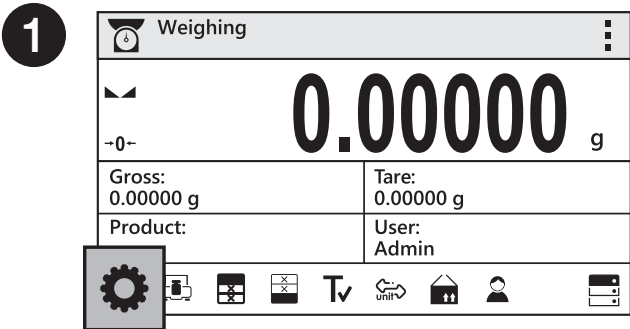 1
Weighing
→0←
0.00000 g
Gross:
0.00000 g
Tare:
0.00000 g
Product:
User:
Admin
T
unit